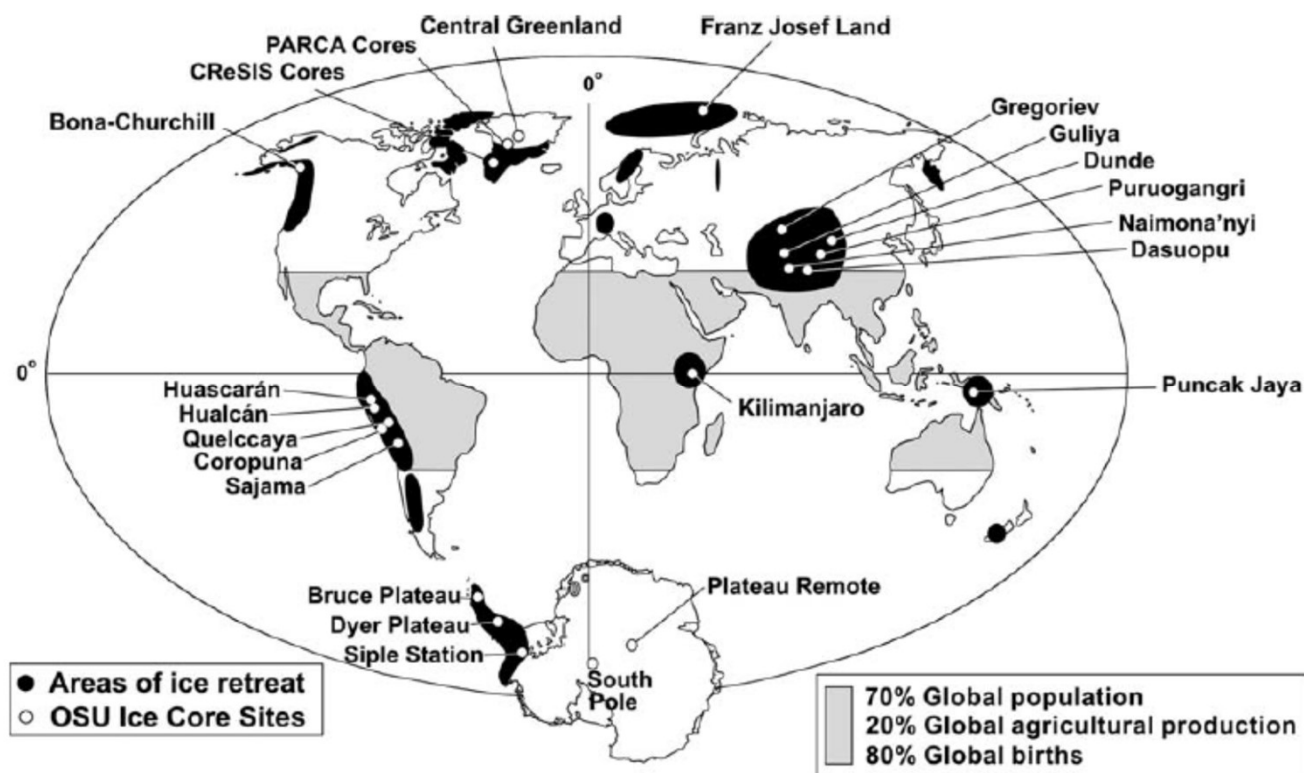 Central Greenland
PARCA Cores
CReSIS Cores
Bona-Churchill
Franz Josef Land
0°
Gregoriev
Guliya
Dunde
Puruogangri
Naimona'nyi
Dasuopu
0°
Huascarán
Hualcán
Quelccaya
Coropuna
Sajama
Kilimanjaro
Puncak Jaya
Bruce Plateau
Dyer Plateau
Siple Station
Plateau Remote
South
Pole
Areas of ice retreat
OSU Ice Core Sites
70% Global population
20% Global agricultural production
80% Global births